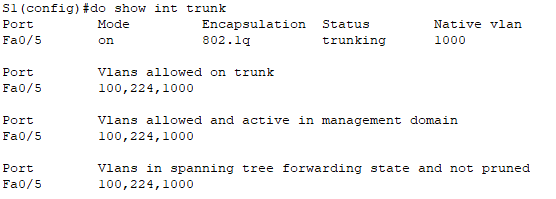 S1(config)#do show int trunk
Port        Mode         Encapsulation  Status        Native vlan
Fa0/5       on           802.1q         trunking      1000
Port        Vlans allowed on trunk
Fa0/5       100,224,1000
Port        Vlans allowed and active in management domain
Fa0/5       100,224,1000
Port        Vlans in spanning tree forwarding state and not pruned
Fa0/5       100,224,1000